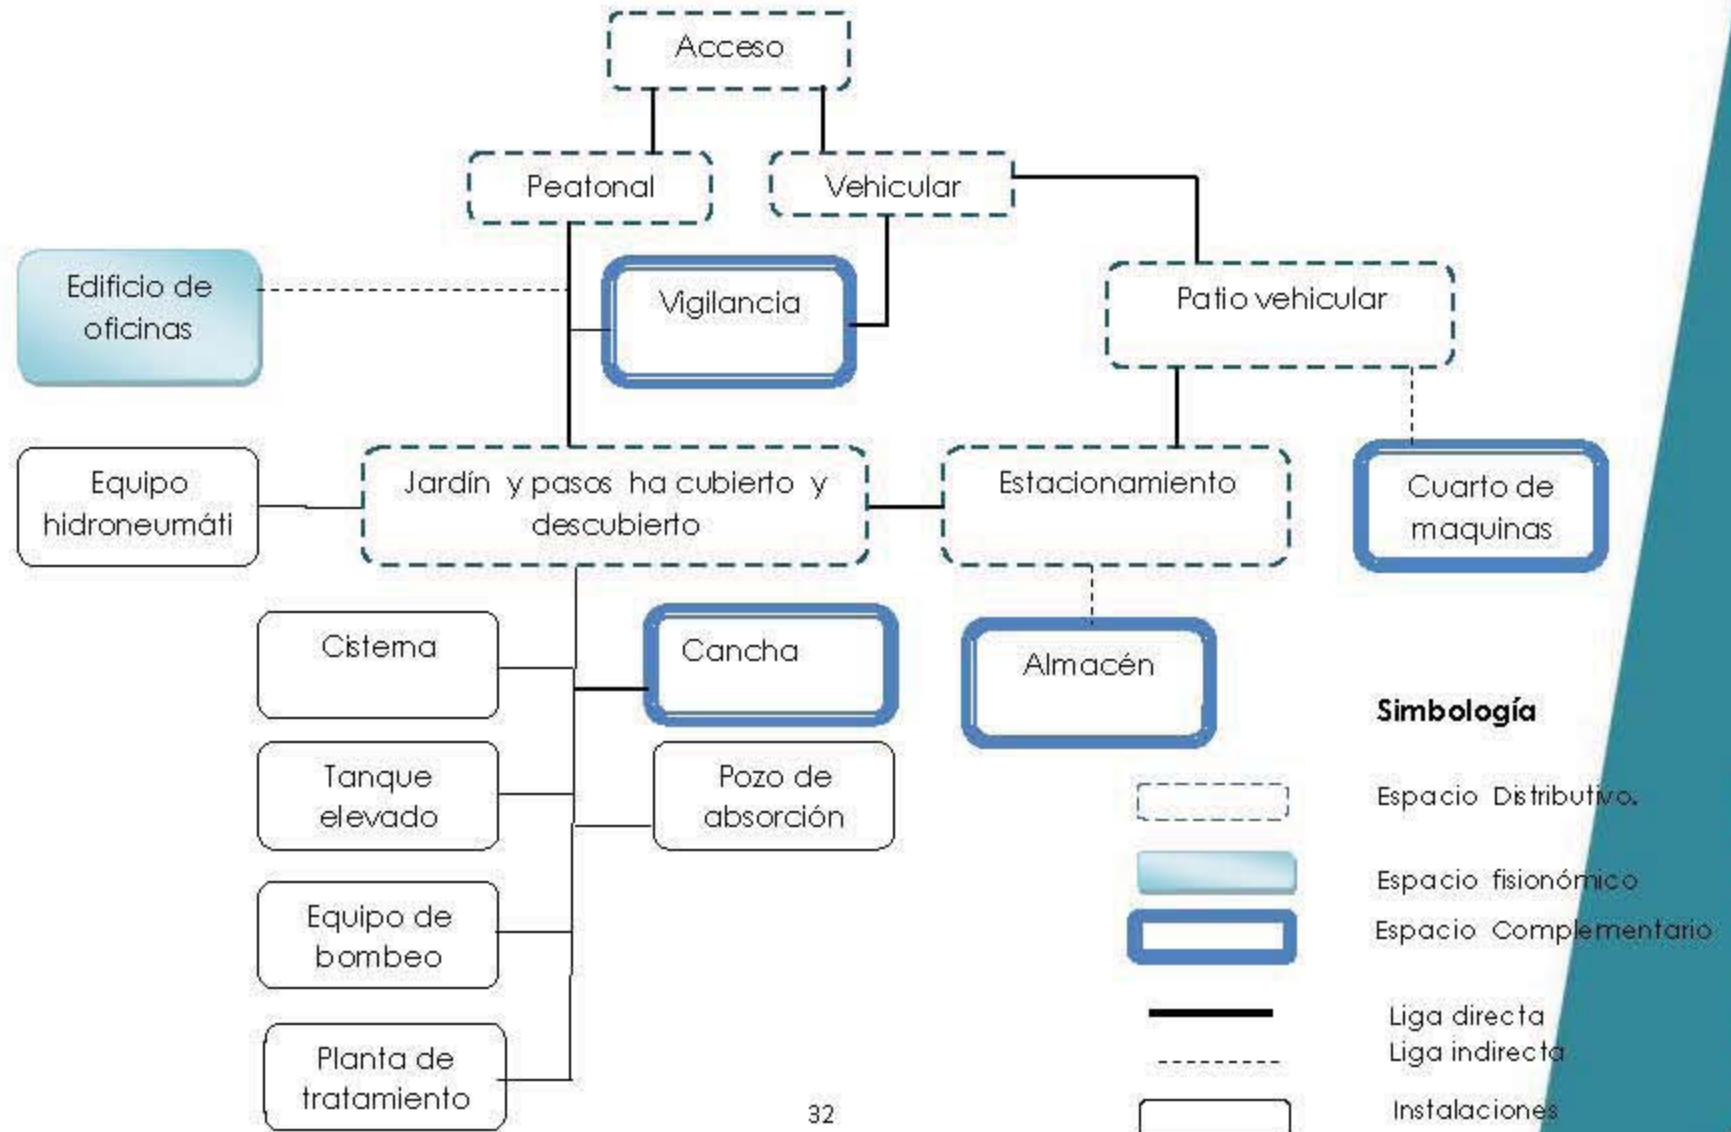 Acceso
Peatonal
Vehicular
Edificio de
oficinas
Vigilancia
Patio vehicular
Equipo
hidroneumáti
Jardín y pasos ha cubierto y
descubierto
Estacionamiento
Cuarto de
maquinas
Cisterna
Cancha
Almacén
Tanque
elevado
Pozo de
absorción
Equipo de
bombeo
Planta de
tratamiento
Simbología
Espacio Distributivo.
Espacio fisionómico
Espacio Complementario
Liga directa
Liga indirecta
Instalaciones
32